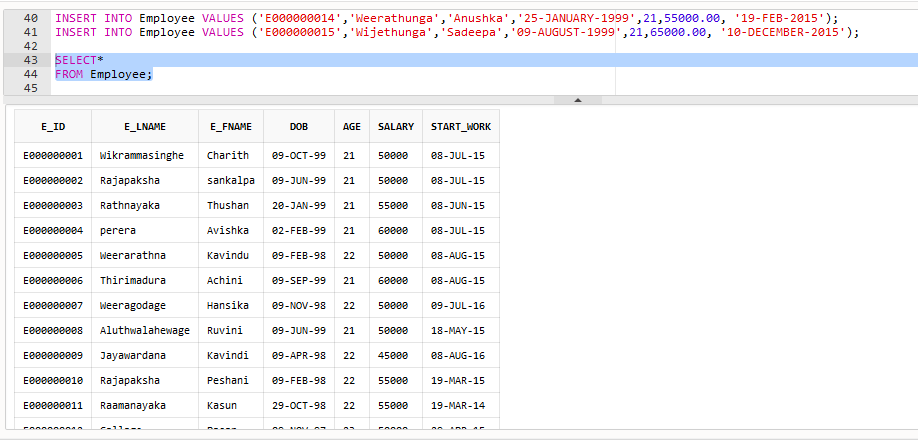 40 INSERT INTO Employee VALUES ('E000000014','Weerathunga','Anushka','25-JANUARY-1999',21,55000.00, '19-FEB-2015');
41 INSERT INTO Employee VALUES ('E000000015','Wijethunga','Sadeepa','09-AUGUST-1999',21,65000.00, '10-DECEMBER-2015');
42
43 SELECT*
44 FROM Employee;
45
E_ID E_LNAME E_FNAME DOB AGE SALARY START_WORK
E000000001 Wikrammasinghe Charith 09-OCT-99 21 50000 08-JUL-15
E000000002 Rajapaksha sankalpa 09-JUN-99 21 50000 08-JUL-15
E000000003 Rathnayaka Thushan 20-JAN-99 21 55000 08-JUN-15
E000000004 perera Avishka 02-FEB-99 21 60000 08-JUL-15
E000000005 Weerarathna Kavindu 09-FEB-98 22 50000 08-AUG-15
E000000006 Thirimadura Achini 09-SEP-99 21 60000 08-AUG-15
E000000007 Weeragodage Hansika 09-NOV-98 22 50000 09-JUL-16
E000000008 Aluthwalahewage Ruvini 09-JUN-99 21 50000 18-MAY-15
E000000009 Jayawardana Kavindi 09-APR-98 22 45000 08-AUG-16
E000000010 Rajapaksha Peshani 09-FEB-98 22 55000 19-MAR-15
E000000011 Raamanayaka Kasun 29-OCT-98 22 55000 19-MAR-14